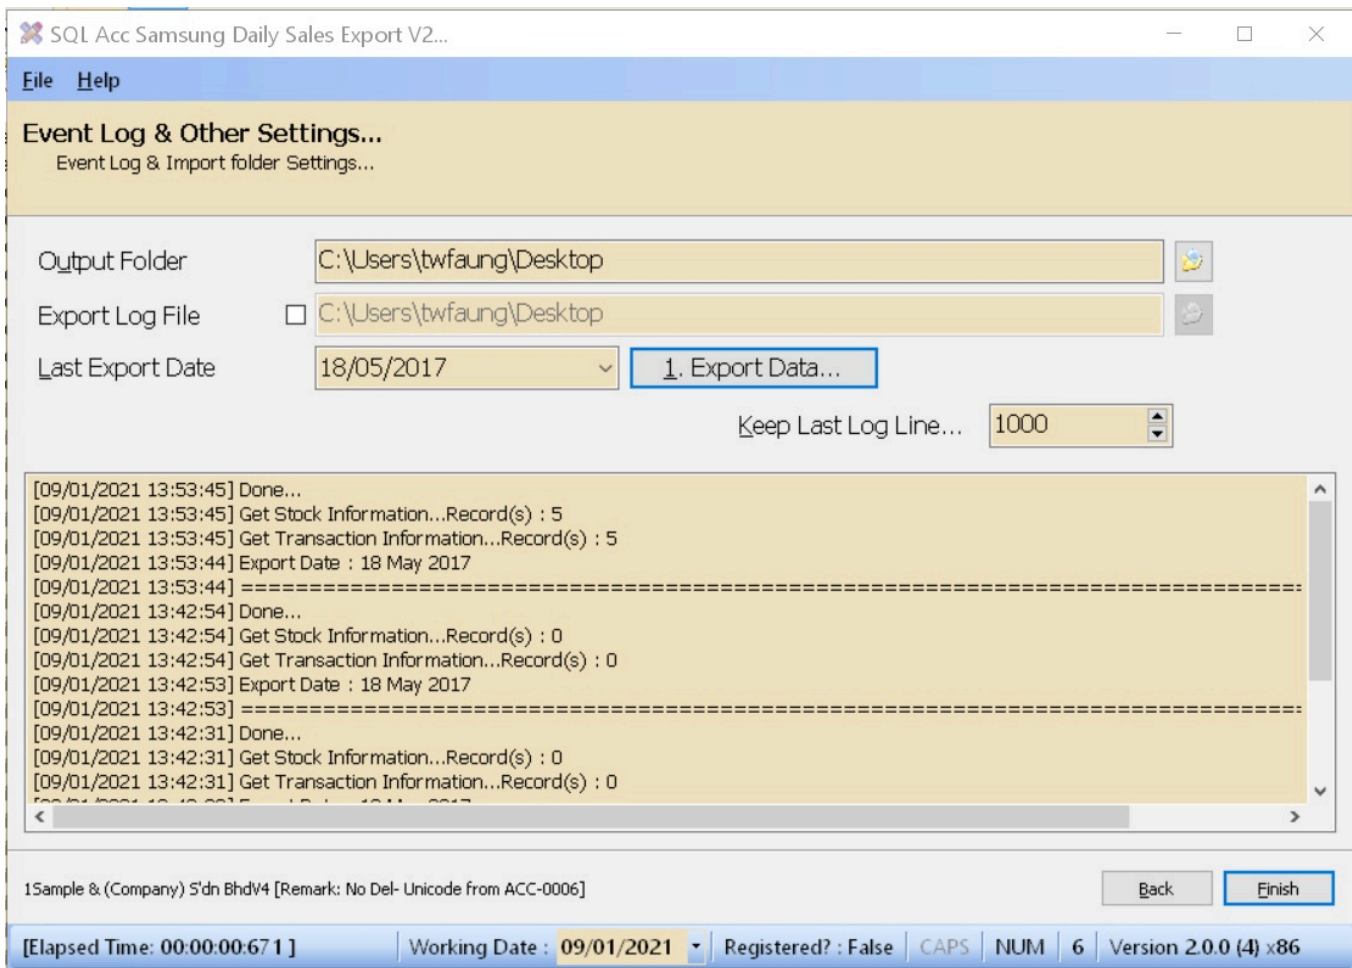 SQL Acc Samsung Daily Sales Export V2...
File Help
Event Log & Other Settings...
Event Log & Import folder Settings...
Output Folder C:\Users\twfaung\Desktop
Export Log File C:\Users\twfaung\Desktop
Last Export Date 18/05/2017 1. Export Data...
Keep Last Log Line... 1000
[09/01/2021 13:53:45] Done...
[09/01/2021 13:53:45] Get Stock Information...Record(s) : 5
[09/01/2021 13:53:45] Get Transaction Information...Record(s) : 5
[09/01/2021 13:53:44] Export Date : 18 May 2017
[09/01/2021 13:53:44] ==============================================================================
[09/01/2021 13:42:54] Done...
[09/01/2021 13:42:54] Get Stock Information...Record(s) : 0
[09/01/2021 13:42:54] Get Transaction Information...Record(s) : 0
[09/01/2021 13:42:53] Export Date : 18 May 2017
[09/01/2021 13:42:53] ==============================================================================
[09/01/2021 13:42:31] Done...
[09/01/2021 13:42:31] Get Stock Information...Record(s) : 0
[09/01/2021 13:42:31] Get Transaction Information...Record(s) : 0
1Sample & (Company) S'dn BhdV4 [Remark: No Del- Unicode from ACC-0006] Back Finish
[Elapsed Time: 00:00:00:671 ] Working Date : 09/01/2021 Registered? : False CAPS NUM 6 Version 2.0.0 (4) x86